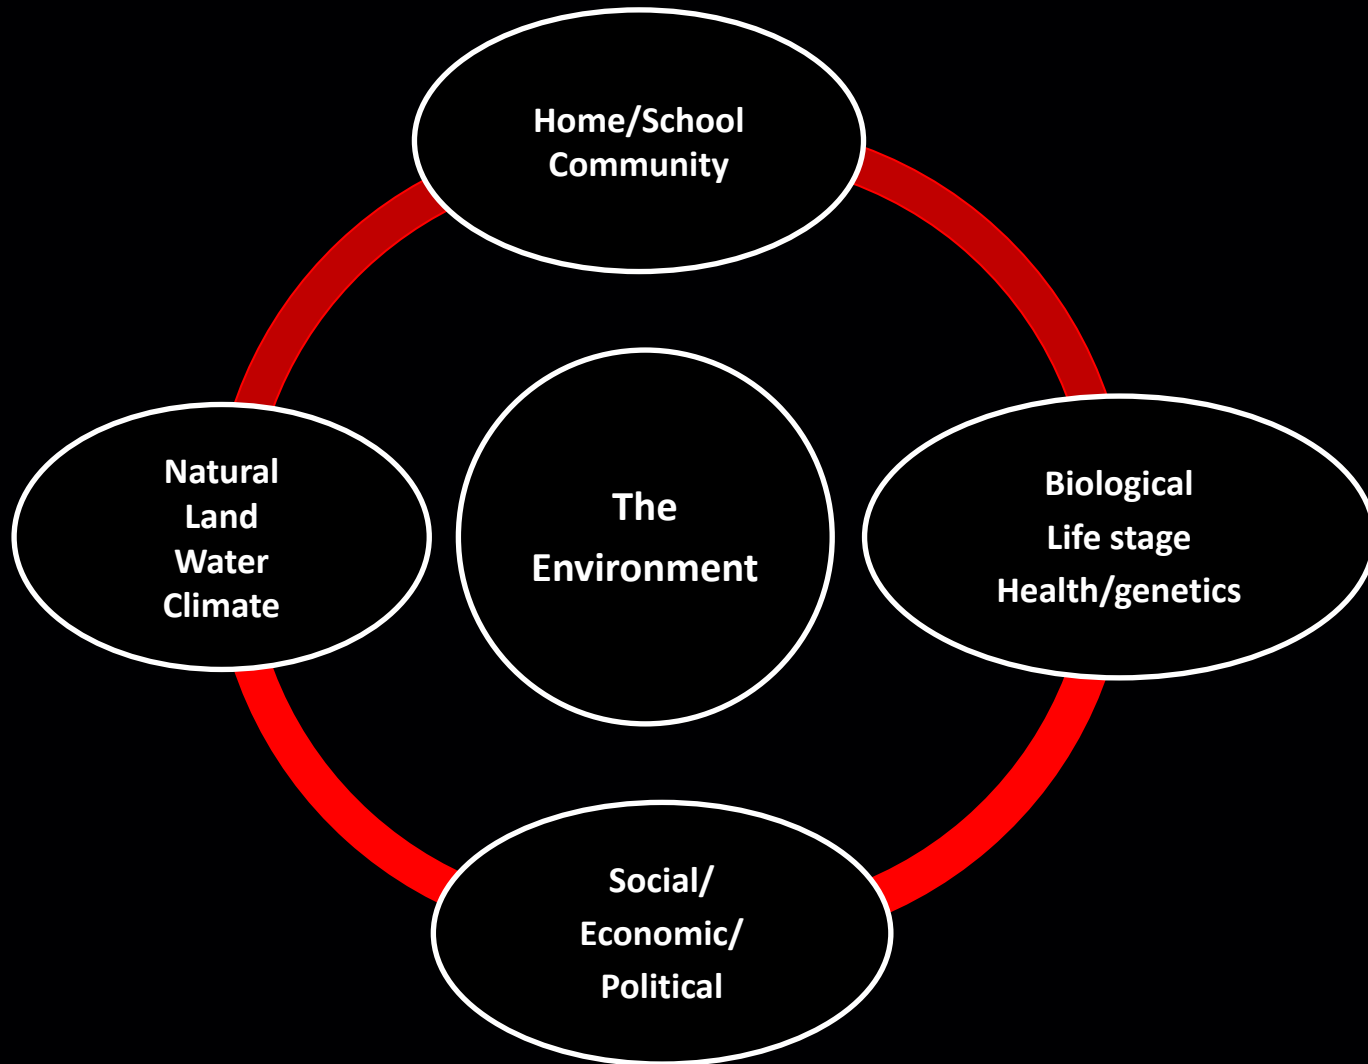 Home/School
Community
Natural
Land
Water
Climate
The
Environment
Biological
Life stage
Health/genetics
Social/
Economic/
Political